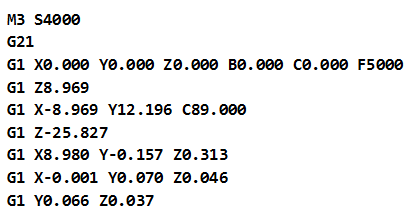 M3 S4000
G21
G1 X0.000 Y0.000 Z0.000 B0.000 C0.000 F5000
G1 Z8.969
G1 X-8.969 Y12.196 C89.000
G1 Z-25.827
G1 X8.980 Y-0.157 Z0.313
G1 X-0.001 Y0.070 Z0.046
G1 Y0.066 Z0.037